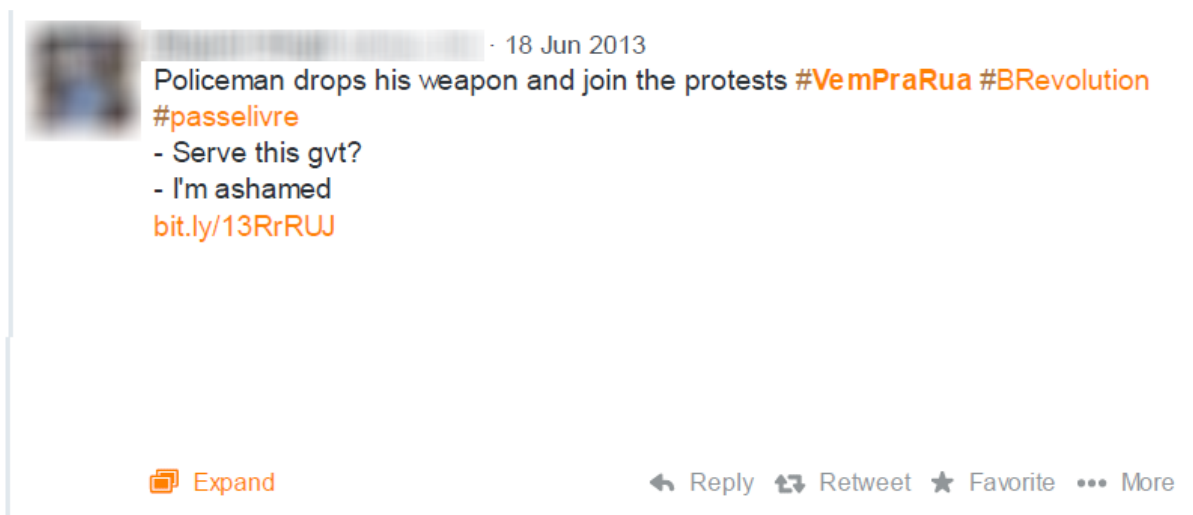 · 18 Jun 2013
Policeman drops his weapon and join the protests #VemPraRua #BRevolution
#passelivre
- Serve this gvt?
- I'm ashamed
bit.ly/13RrRUJ
Expand Reply Retweet Favorite More